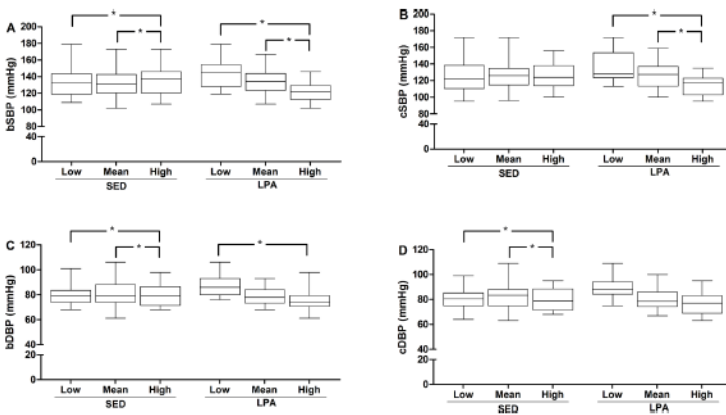 A
bSBP (mmHg)
200
180
160
140
120
100
80
40
0
*
*
*
*
Low Mean High Low Mean High
SED LPA
B
cSBP (mmHg)
200
180
160
140
120
100
80
40
0
*
*
Low Mean High Low Mean High
SED LPA
C
bDBP (mmHg)
120
100
80
60
40
20
0
*
*
*
Low Mean High Low Mean High
SED LPA
D
cDBP (mmHg)
120
100
80
60
40
20
0
*
*
Low Mean High Low Mean High
SED LPA